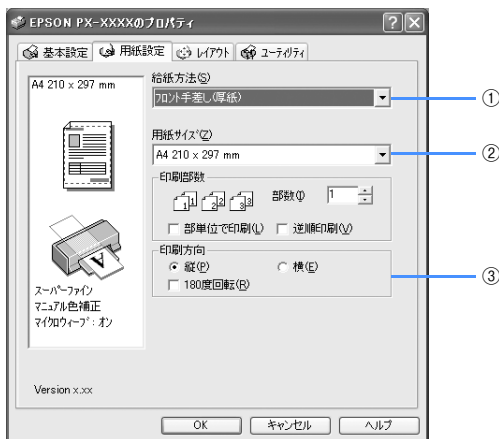 EPSON PX-XXXXのプロパティ
基本設定 用紙設定 レイアウト ユーティリティ
A4 210 x 297 mm
給紙方法(S)
フロント手差し(厚紙)
①
用紙サイズ(Z)
A4 210 x 297 mm
②
印刷部数
1 1 2 2 3 3
部数(I) 1
部単位で印刷(L) 逆順印刷(V)
印刷方向
縦(P) 横(E)
180度回転(R)
③
A
スーパーファイン
マニュアル色補正
マイクロウィーブ: オン
Version x.xx
OK キャンセル ヘルプ